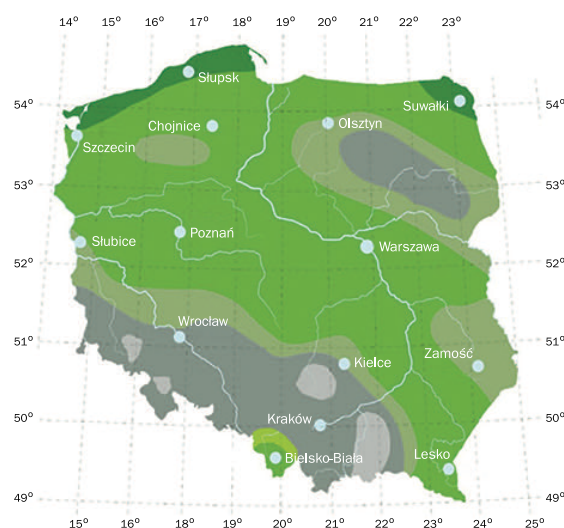 14° 15° 16° 17° 18° 19° 20° 21° 22° 23°
Słupsk
54° Suwałki 54°
Chojnice Olsztyn
Szczecin
53° 53°
Słubice Poznań
Warszawa
52° 52°
Wrocław
51° Kielce Zamość 51°
50° Kraków 50°
Bielsko-Biała Lesko
49° 49°
15° 16° 17° 18° 19° 20° 21° 22° 23° 24° 25°